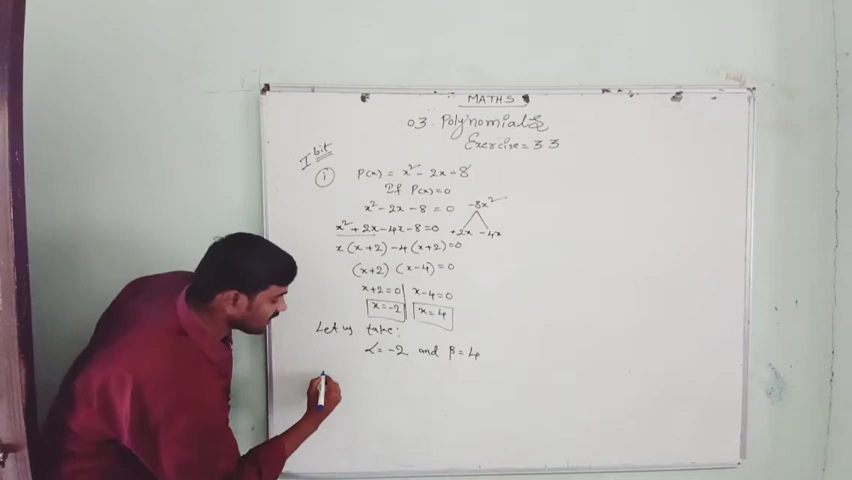 MATHS
03. Polynomials
Exercise = 3.3
I bit
(i) P(x) = x² - 2x - 8
If P(x)=0
x² - 2x - 8 = 0 -8x²
x² + 2x - 4x - 8 = 0 +2x -4x
x(x+2) -4(x+2)=0
(x+2) (x-4)=0
x+2=0 | x-4=0
x=-2 | x=4
Let us take:
α = -2 and β = 4